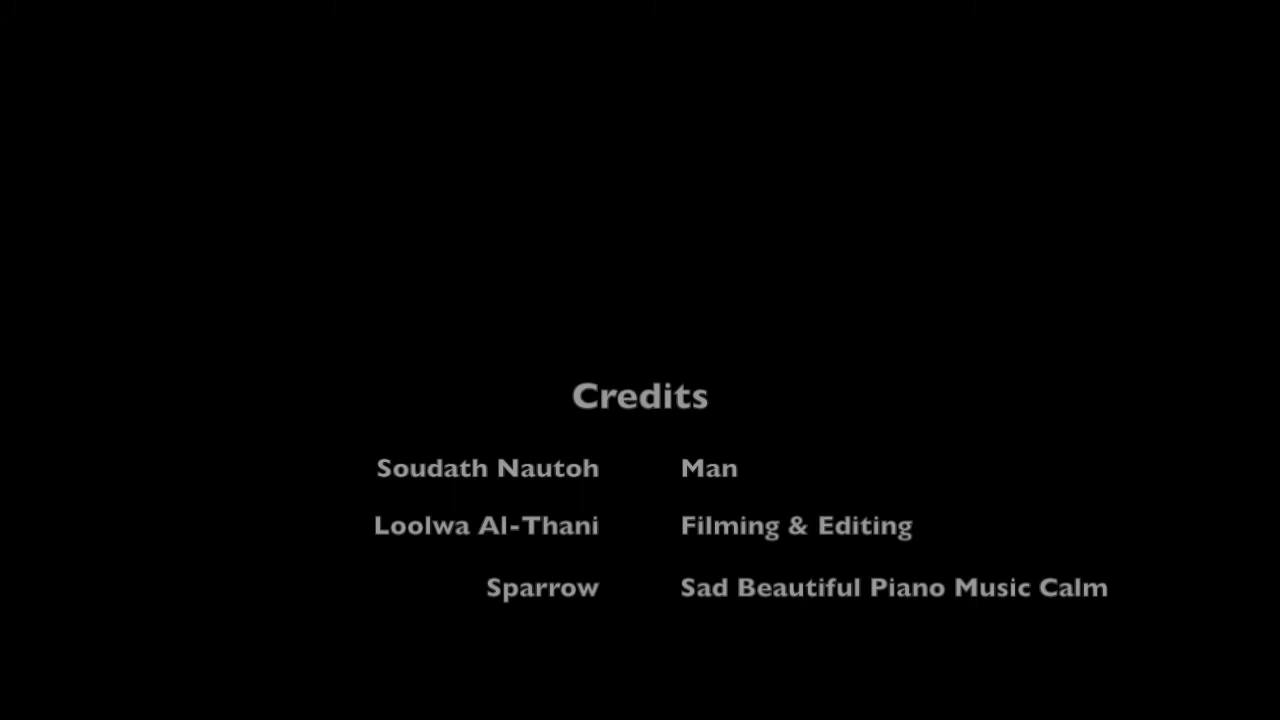 Credits
Soudath Nautoh Man
Loolwa Al-Thani Filming & Editing
Sparrow Sad Beautiful Piano Music Calm